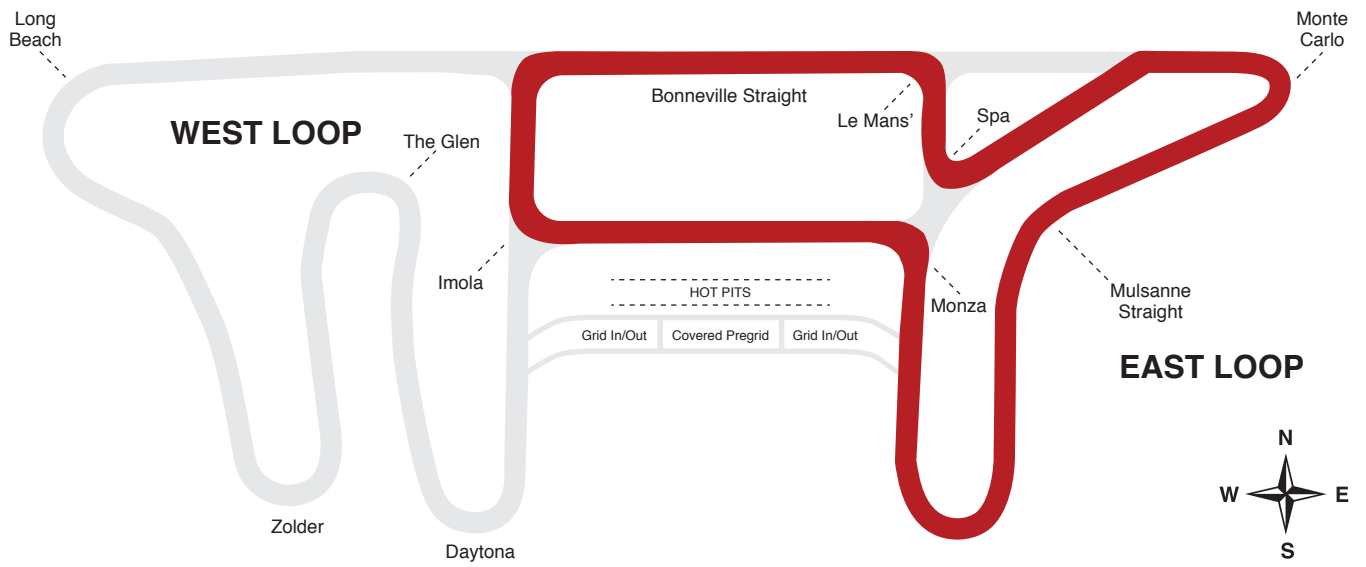 Long
Beach
Monte
Carlo
Bonneville Straight
WEST LOOP
Le Mans'
Spa
The Glen
Imola
HOT PITS
Monza
Mulsanne
Straight
Grid In/Out
Covered Pregrid
Grid In/Out
EAST LOOP
N
W
E
S
Zolder
Daytona